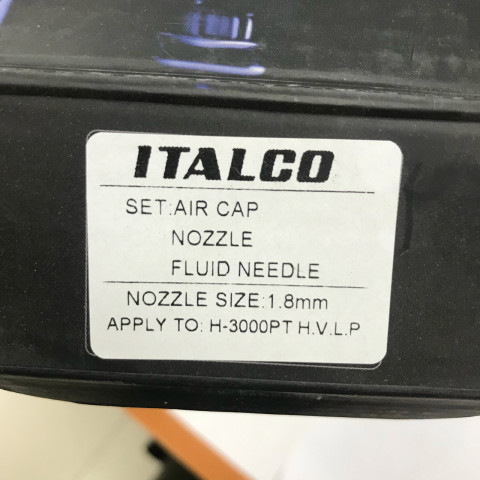 ITALCO
SET:AIR CAP
NOZZLE
FLUID NEEDLE
NOZZLE SIZE:1.8mm
APPLY TO: H-3000PT H.V.L.P